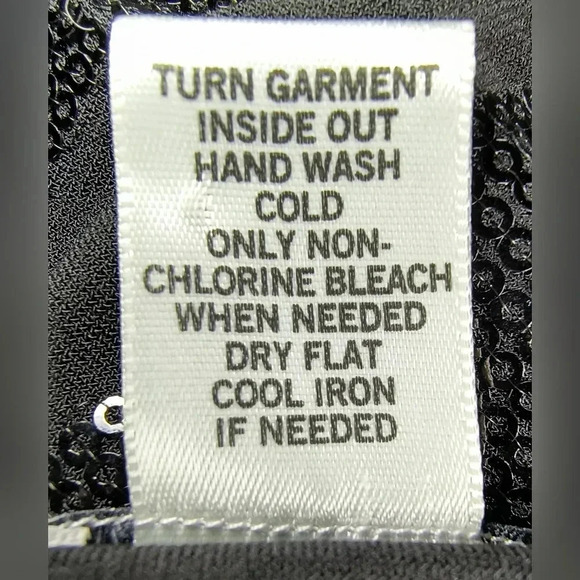 TURN GARMENT
INSIDE OUT
HAND WASH
COLD
ONLY NON-
CHLORINE BLEACH
WHEN NEEDED
DRY FLAT
COOL IRON
IF NEEDED